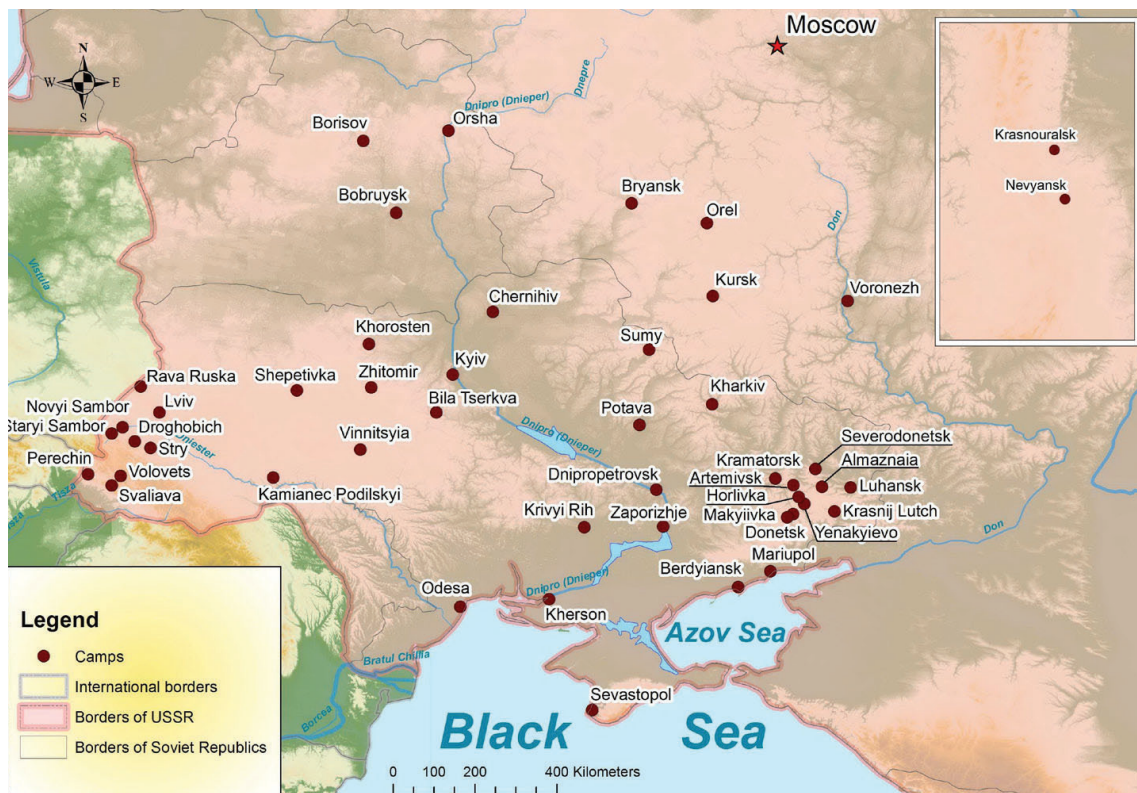 Moscow
N
W E
S
Dnepre
Dnipro (Dnieper)
Borisov
Orsha
Krasnouralsk
Nevyansk
Bobruysk
Bryansk
Orel
Don
Vistula
Kursk
Voronezh
Chernihiv
Khorosten
Sumy
Kyiv
Rava Ruska
Shepetivka
Zhitomir
Kharkiv
Novyi Sambor
Lviv
Bila Tserkva
Potava
Staryi Sambor
Droghobich
Dnipro (Dnieper)
Severodonetsk
Dniester
Stry
Vinnitsyia
Kramatorsk
Almaznaia
Perechin
Volovets
Dnipropetrovsk
Artemivsk
Luhansk
Tisza
Svaliava
Kamianec Podilskyi
Horlivka
Krivyi Rih
Zaporizhje
Makyiivka
Krasnij Lutch
Donetsk
Yenakyievo
Don
Mariupol
Berdyiansk
Odesa
Dnipro (Dnieper)
Kherson
Azov Sea
Legend
Camps
International borders
Borders of USSR
Borders of Soviet Republics
Bratul Chilia
Borcea
Sevastopol
Black Sea
0 100 200 400 Kilometers